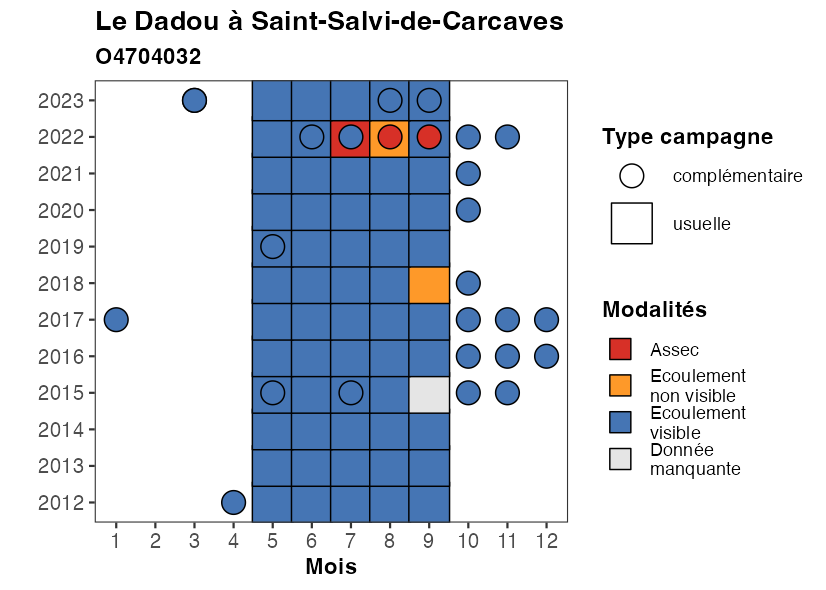 Le Dadou à Saint-Salvi-de-Carcaves
O4704032
2023
2022
2021
2020
2019
2018
2017
2016
2015
2014
2013
2012
1 2 3 4 5 6 7 8 9 10 11 12
Mois
Type campagne
complémentaire
usuelle
Modalités
Assec
Ecoulement
non visible
Ecoulement
visible
Donnée
manquante